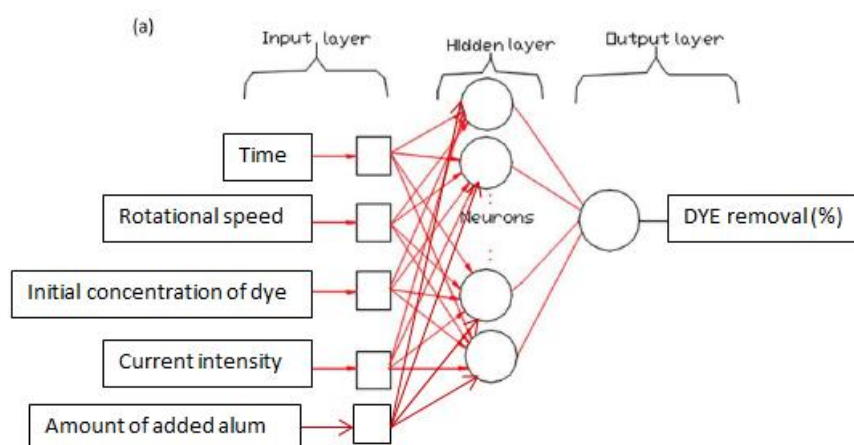 (a)
Input layer
Hidden layer
Output layer
Time
Rotational speed
Neurons
DYE removal (%)
Initial concentration of dye
Current intensity
Amount of added alum